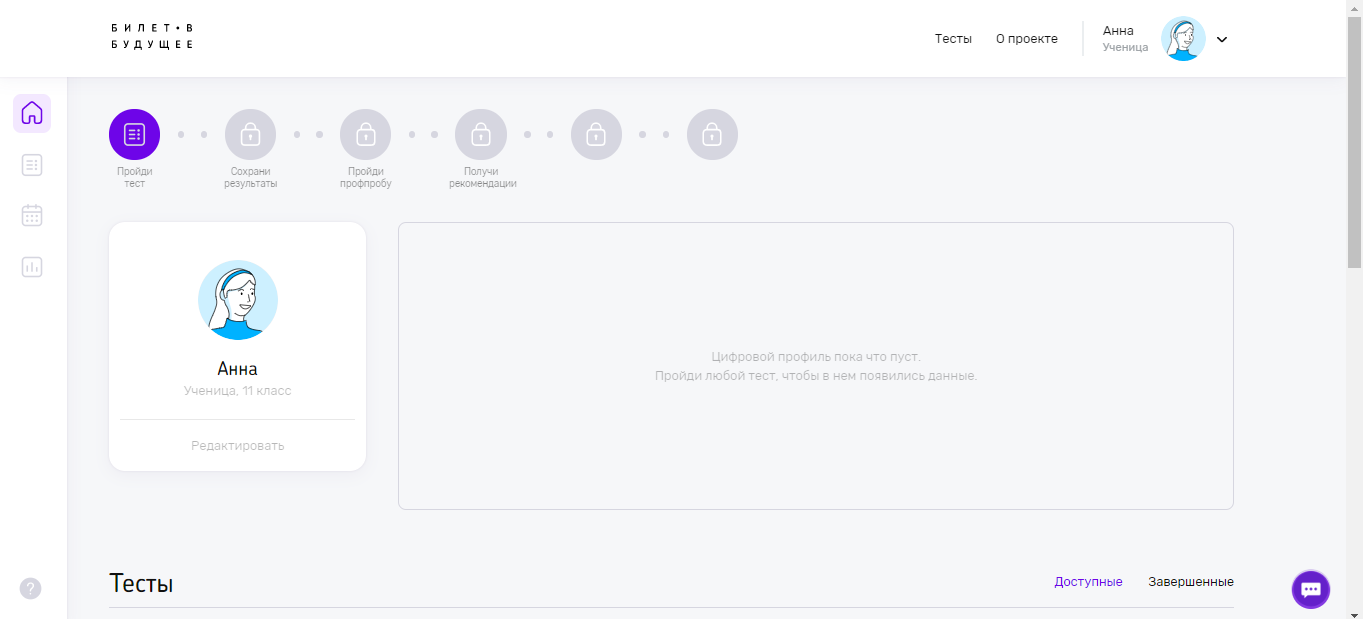 БИЛЕТ•В
БУДУЩЕЕ
Тесты
О проекте
Анна
Ученица
Пройди
тест
Сохрани
результаты
Пройди
профпробу
Получи
рекомендации
Анна
Ученица, 11 класс
Редактировать
Цифровой профиль пока что пуст.
Пройди любой тест, чтобы в нем появились данные.
Тесты
Доступные
Завершенные
?